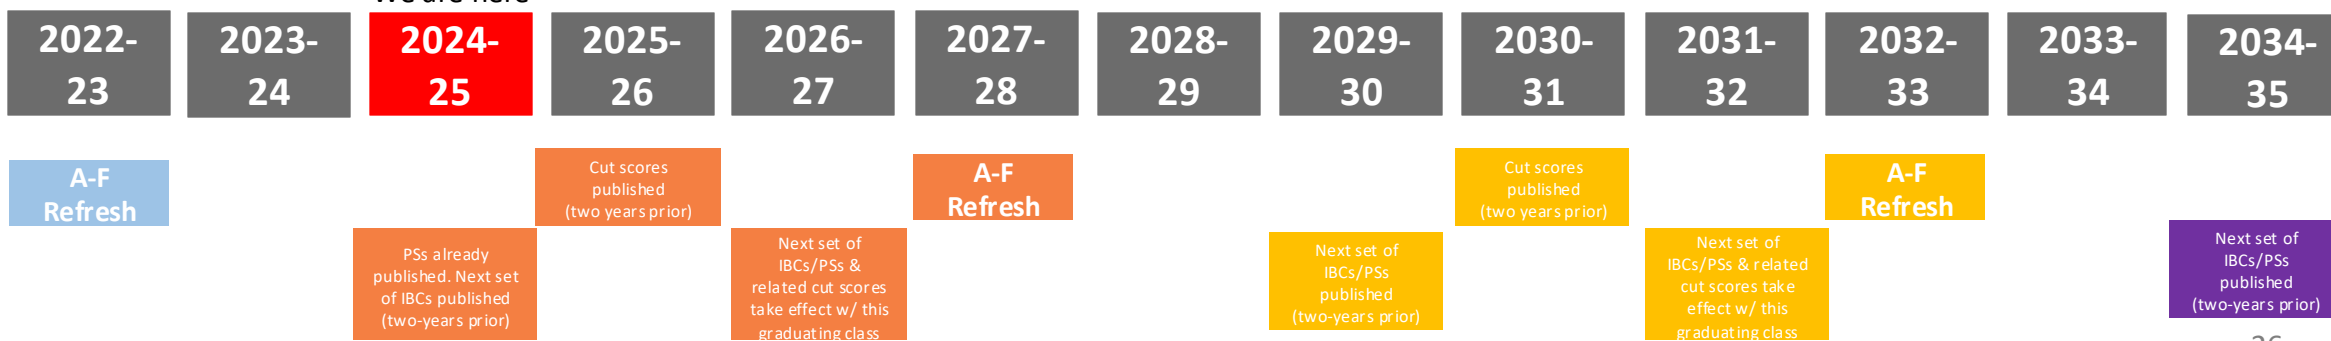 We are here
2022-
23
2023-
24
2024-
25
2025-
26
2026-
27
2027-
28
2028-
29
2029-
30
2030-
31
2031-
32
2032-
33
2033-
34
2034-
35
A-F
Refresh
Cut scores
published
(two years prior)
A-F
Refresh
Cut scores
published
(two years prior)
A-F
Refresh
PSs already
published. Next set
of IBCs published
(two-years prior)
Next set of
IBCs/PSs &
related cut scores
take effect w/ this
graduating class
Next set of
IBCs/PSs
published
(two-years prior)
Next set of
IBCs/PSs & related
cut scores take
effect w/ this
graduating class
Next set of
IBCs/PSs
published
(two-years prior)